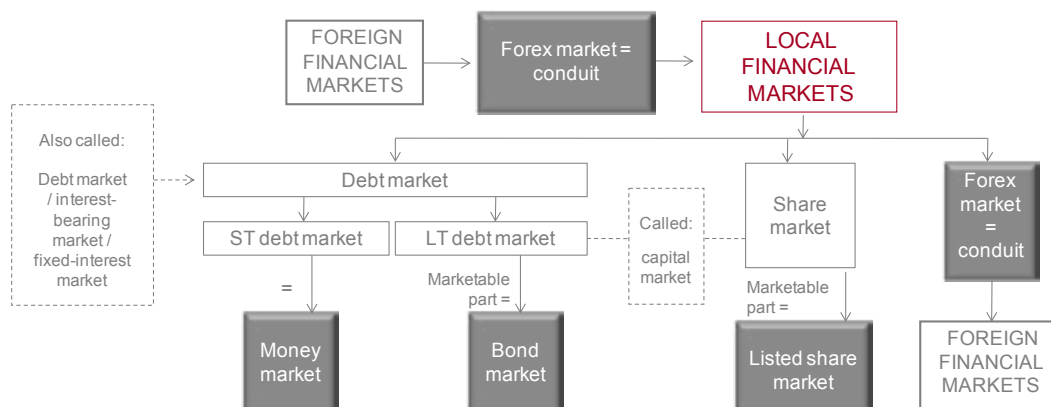 FOREIGN
FINANCIAL
MARKETS
Forex market =
conduit
LOCAL
FINANCIAL
MARKETS
Also called:
Debt market
/ interest-
bearing
market /
fixed-interest
market
Debt market
ST debt market
LT debt market
Called:
capital
market
Share
market
Forex
market
=
conduit
=
Marketable
part =
Marketable
part =
Money
market
Bond
market
Listed share
market
FOREIGN
FINANCIAL
MARKETS